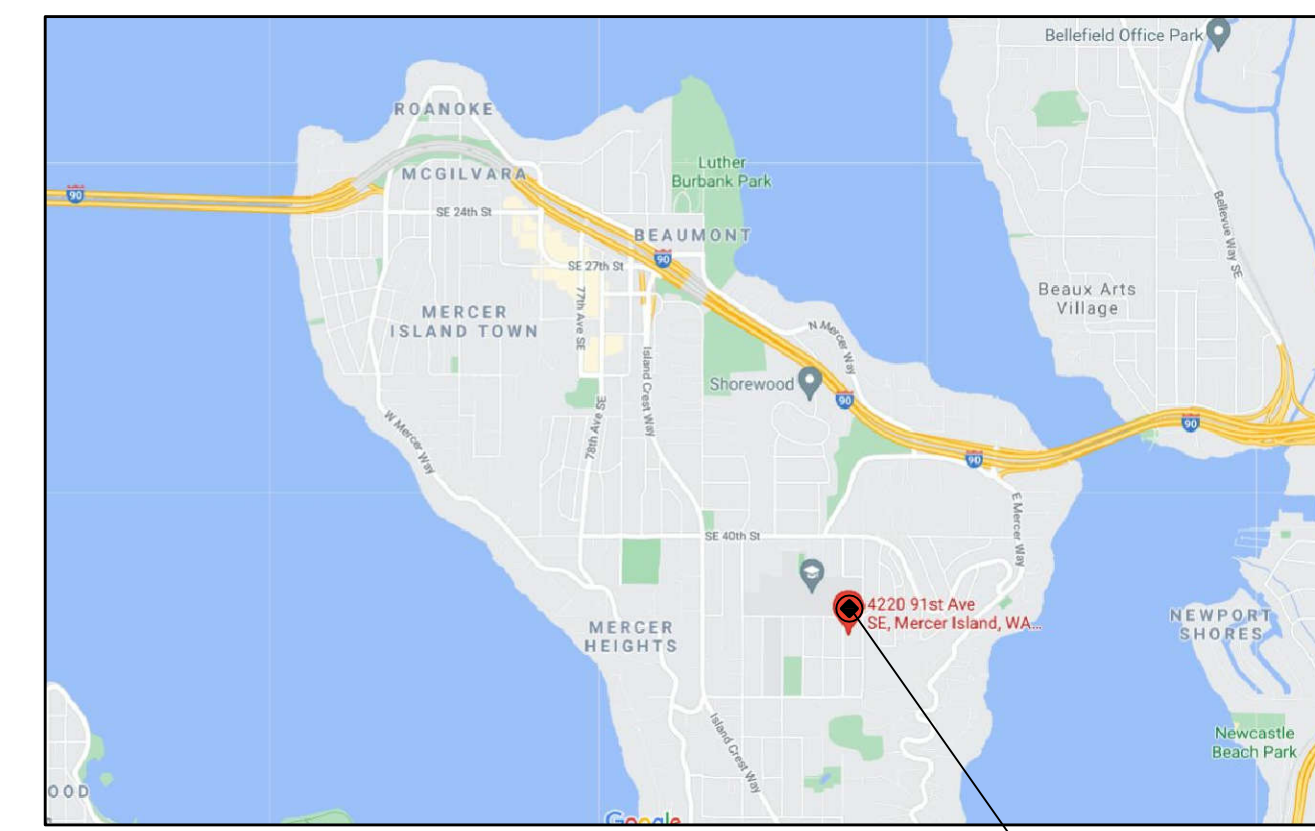 Bellefield Office Park
ROANOKE
Luther
Burbank Park
MCGILVARA
90
SE 24th St
Bellevue Way SE
BEAUMONT
90
SE 27th St
Beaux Arts
Village
MERCER
ISLAND TOWN
77th Ave SE
N Mercer Way
Island Crest Way
Shorewood
90
78th Ave SE
W Mercer Way
90
90
E Mercer Way
SE 40th St
4220 91st Ave
SE, Mercer Island, WA...
NEWPORT
SHORES
MERCER
HEIGHTS
Island Crest Way
Newcastle
Beach Park
OOD
Google